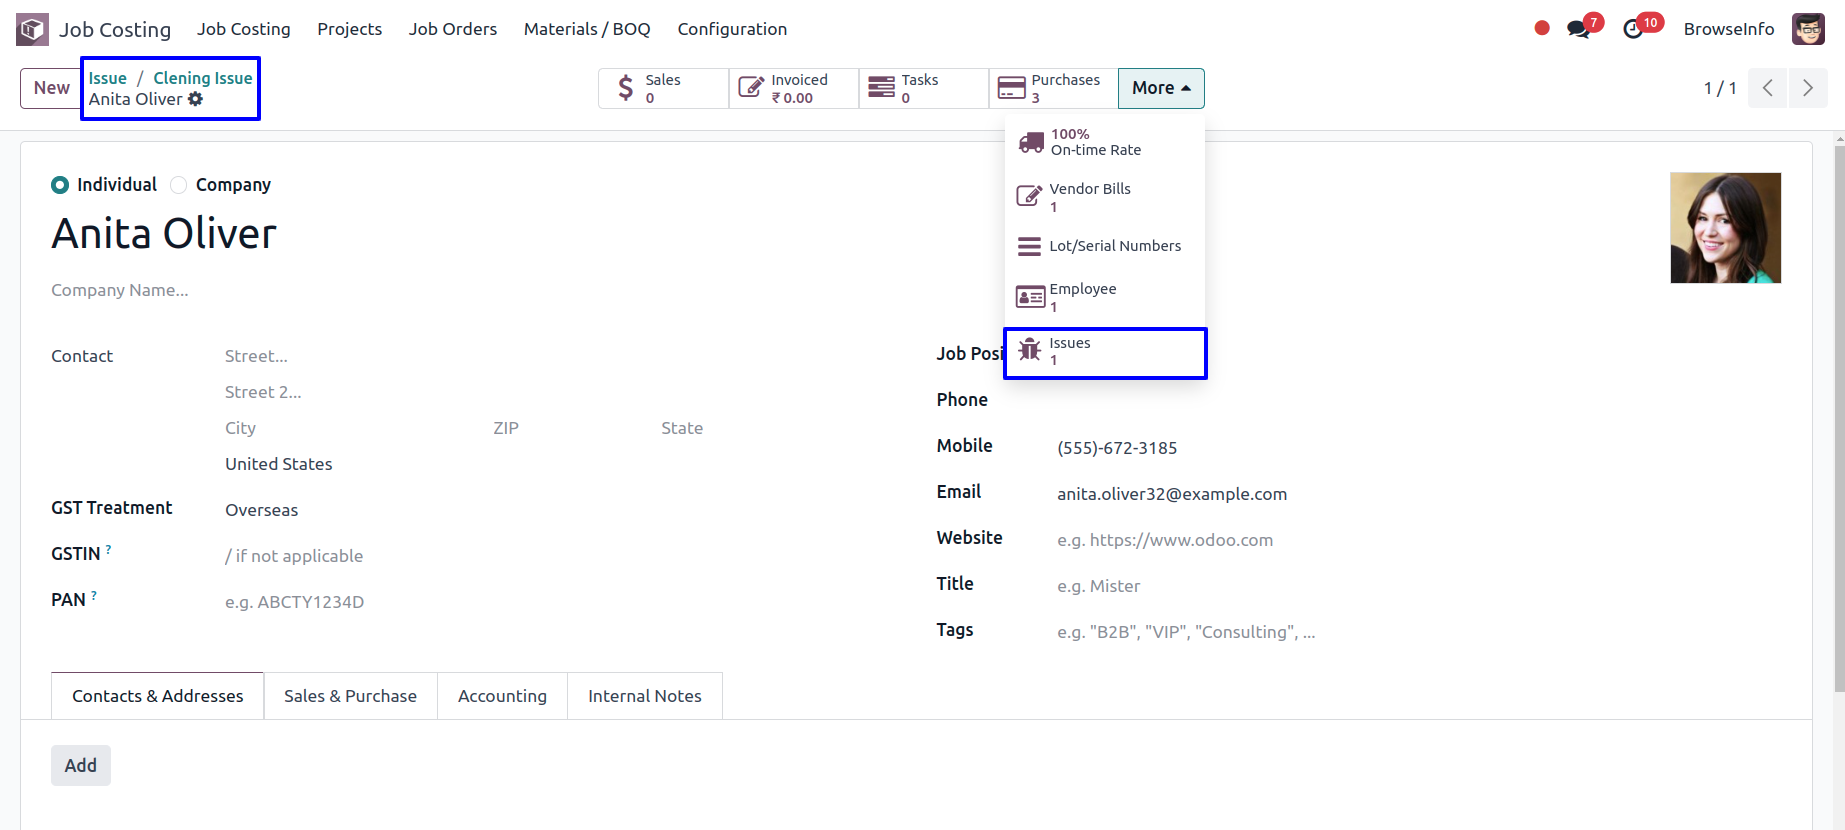 Job Costing Job Costing Projects Job Orders Materials / BOQ Configuration 7 10 BrowseInfo
New Issue / Clening Issue
Anita Oliver
Sales 0
Invoiced ₹ 0.00
Tasks 0
Purchases 3
More
1 / 1
100%
On-time Rate
Vendor Bills
1
Lot/Serial Numbers
Employee
1
Issues
1
Individual Company
Anita Oliver
Company Name...
Contact Street...
Street 2...
City ZIP State
United States
GST Treatment Overseas
GSTIN ? / if not applicable
PAN ? e.g. ABCTY1234D
Job Posi
Phone
Mobile (555)-672-3185
Email anita.oliver32@example.com
Website e.g. https://www.odoo.com
Title e.g. Mister
Tags e.g. "B2B", "VIP", "Consulting", ...
Contacts & Addresses Sales & Purchase Accounting Internal Notes
Add